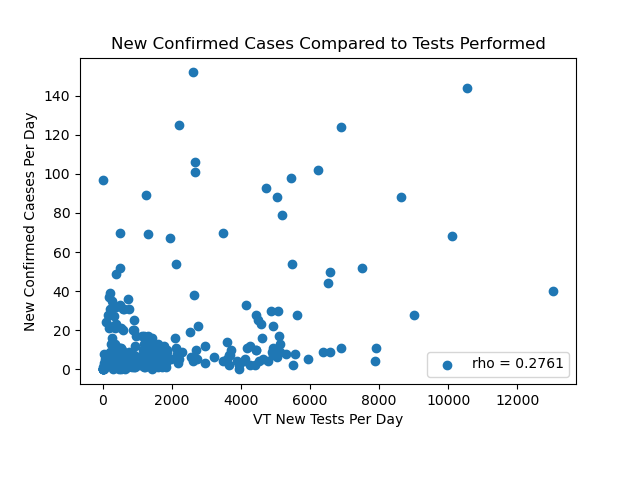 New Confirmed Cases Compared to Tests Performed
New Confirmed Caeses Per Day
140
120
100
80
60
40
20
0
rho = 0.2761
0 2000 4000 6000 8000 10000 12000
VT New Tests Per Day